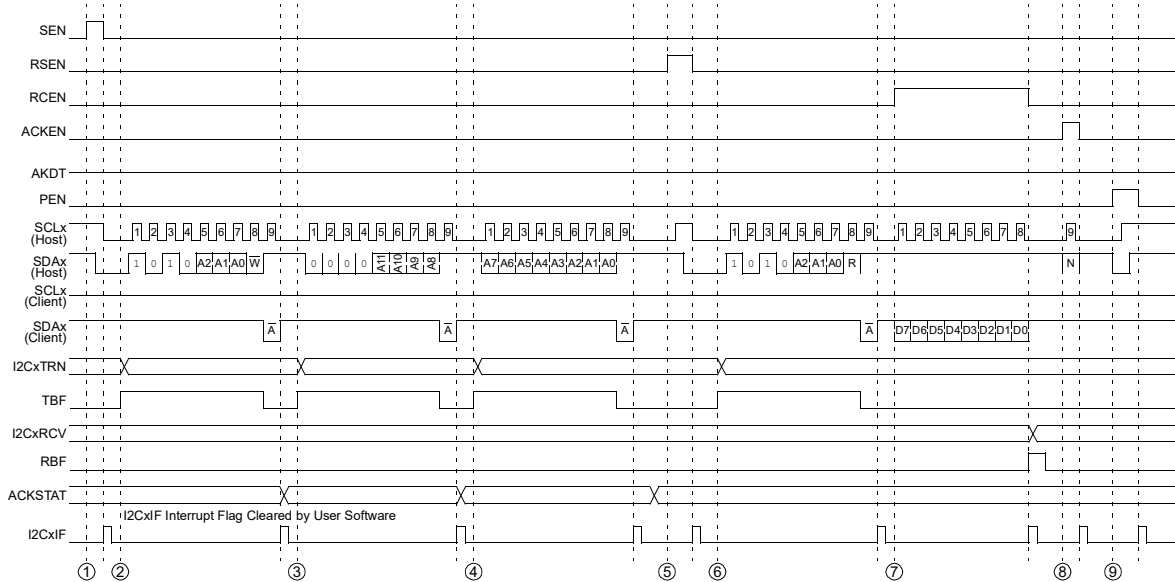 SEN
RSEN
RCEN
ACKEN
AKDT
PEN
SCLx
(Host)
1 2 3 4 5 6 7 8 9 1 2 3 4 5 6 7 8 9 1 2 3 4 5 6 7 8 9 1 2 3 4 5 6 7 8 9 1 2 3 4 5 6 7 8 9
SDAx
(Host)
1 0 1 0 A2 A1 A0 W 0 0 0 0 A11 A10 A9 A8 A7 A6 A5 A4 A3 A2 A1 A0 1 0 1 0 A2 A1 A0 R N
SCLx
(Client)
SDAx
(Client)
A A A A D7 D6 D5 D4 D3 D2 D1 D0
I2CxTRN
TBF
I2CxRCV
RBF
ACKSTAT
I2CxIF Interrupt Flag Cleared by User Software
I2CxIF
1 2 3 4 5 6 7 8 9